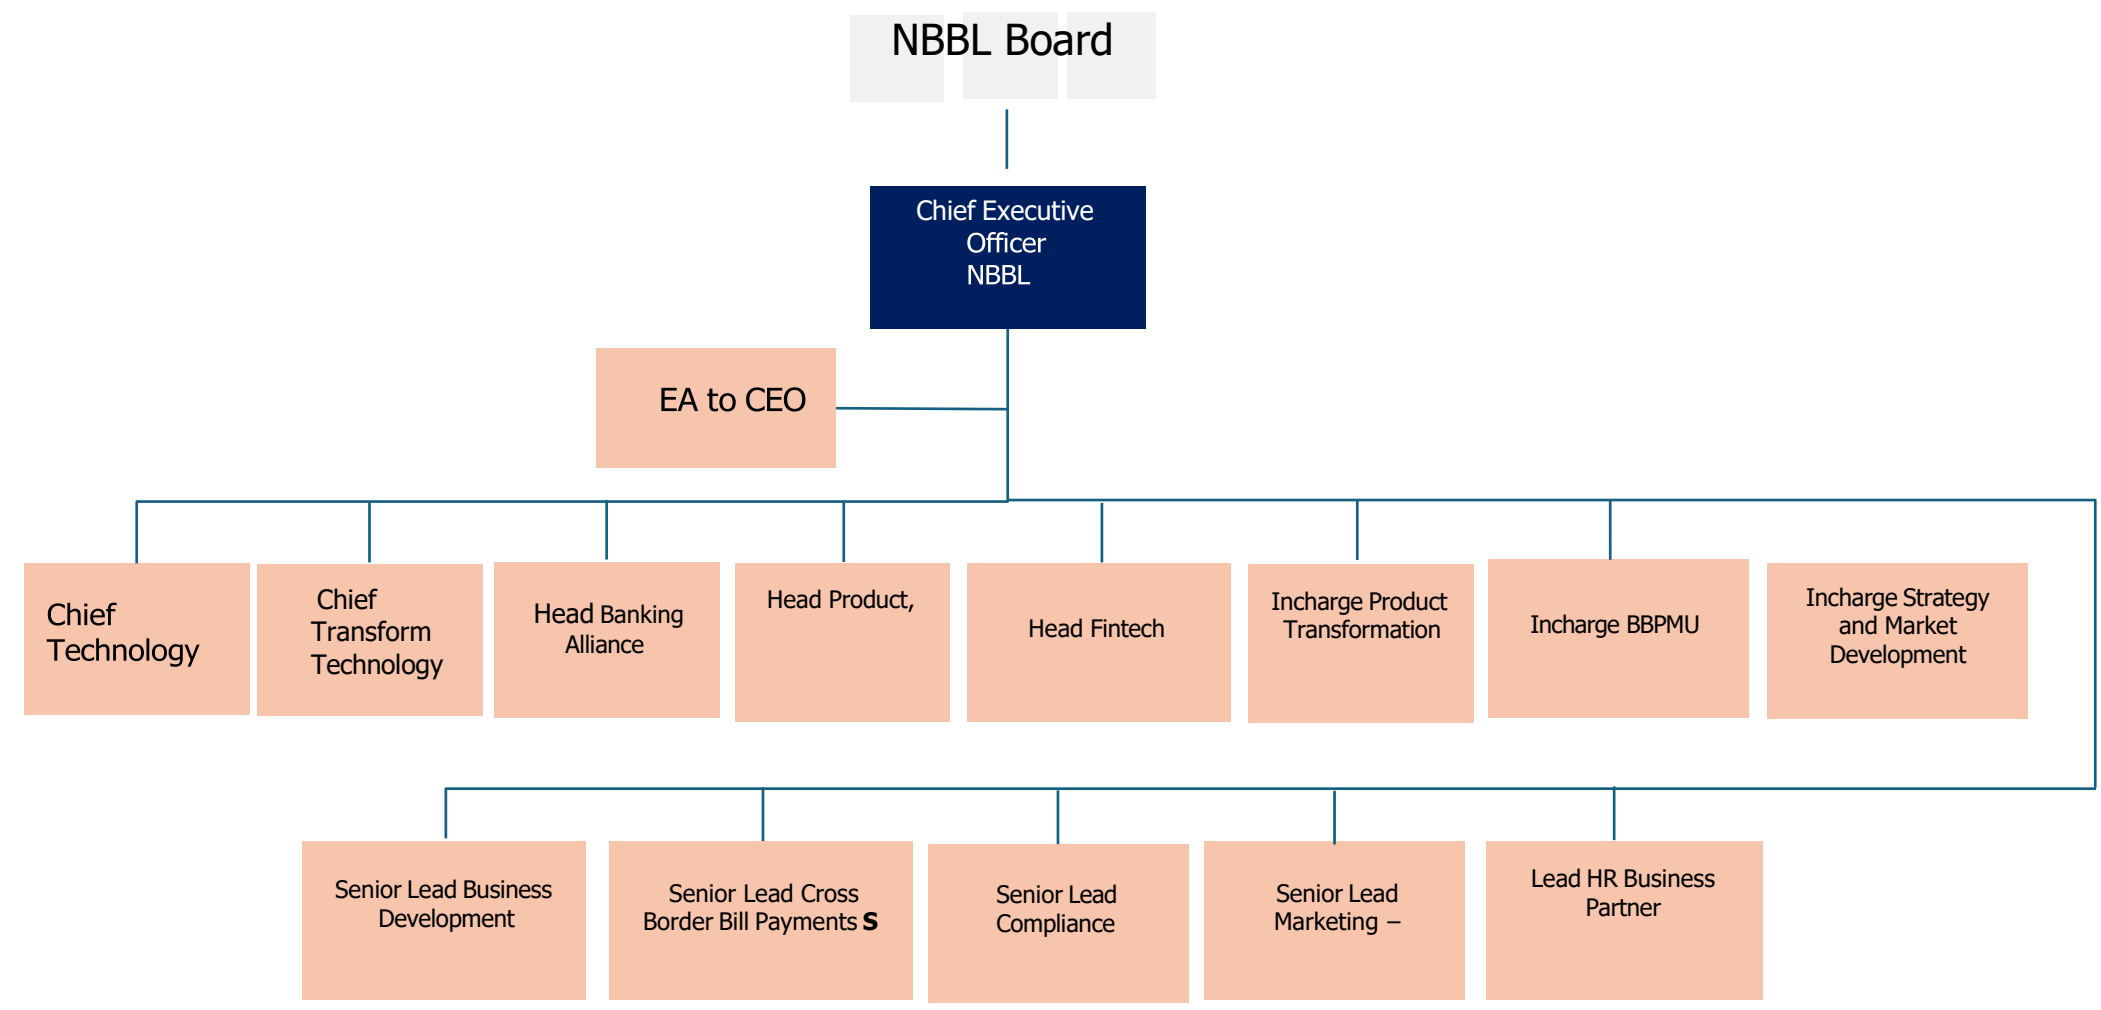 NBBL Board
Chief Executive
Officer
NBBL
EA to CEO
Chief
Technology
Chief
Transform
Technology
Head Banking
Alliance
Head Product,
Head Fintech
Incharge Product
Transformation
Incharge BBPMU
Incharge Strategy
and Market
Development
Senior Lead Business
Development
Senior Lead Cross
Border Bill Payments S
Senior Lead
Compliance
Senior Lead
Marketing –
Lead HR Business
Partner